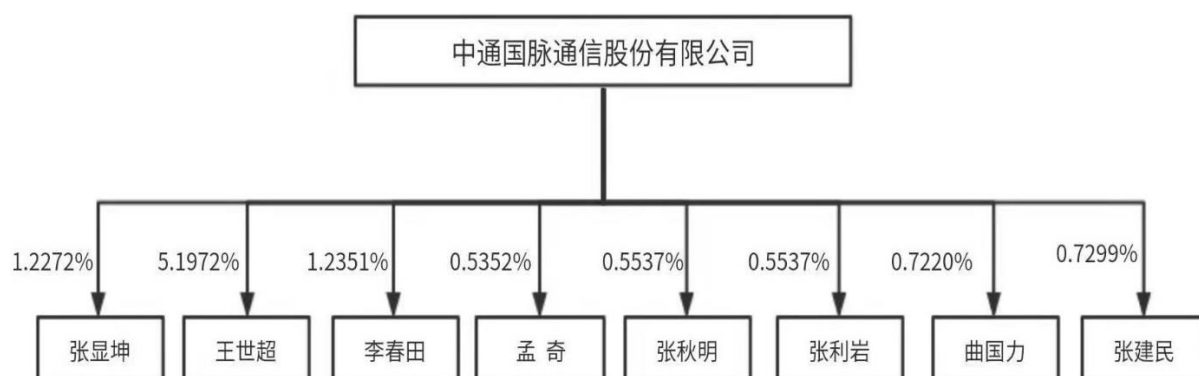 中通国脉通信股份有限公司
1.2272% 5.1972% 1.2351% 0.5352% 0.5537% 0.5537% 0.7220% 0.7299%
张显坤 王世超 李春田 孟 奇 张秋明 张利岩 曲国力 张建民